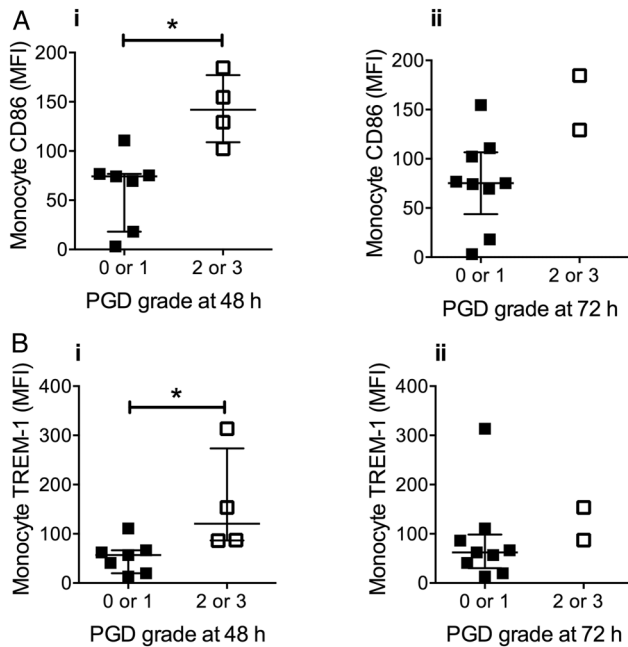 A
i
*
Monocyte CD86 (MFI)
200
150
100
50
0
0 or 1
2 or 3
PGD grade at 48 h
ii
Monocyte CD86 (MFI)
200
150
100
50
0
0 or 1
2 or 3
PGD grade at 72 h
B
i
*
Monocyte TREM-1 (MFI)
400
300
200
100
0
0 or 1
2 or 3
PGD grade at 48 h
ii
Monocyte TREM-1 (MFI)
400
300
200
100
0
0 or 1
2 or 3
PGD grade at 72 h